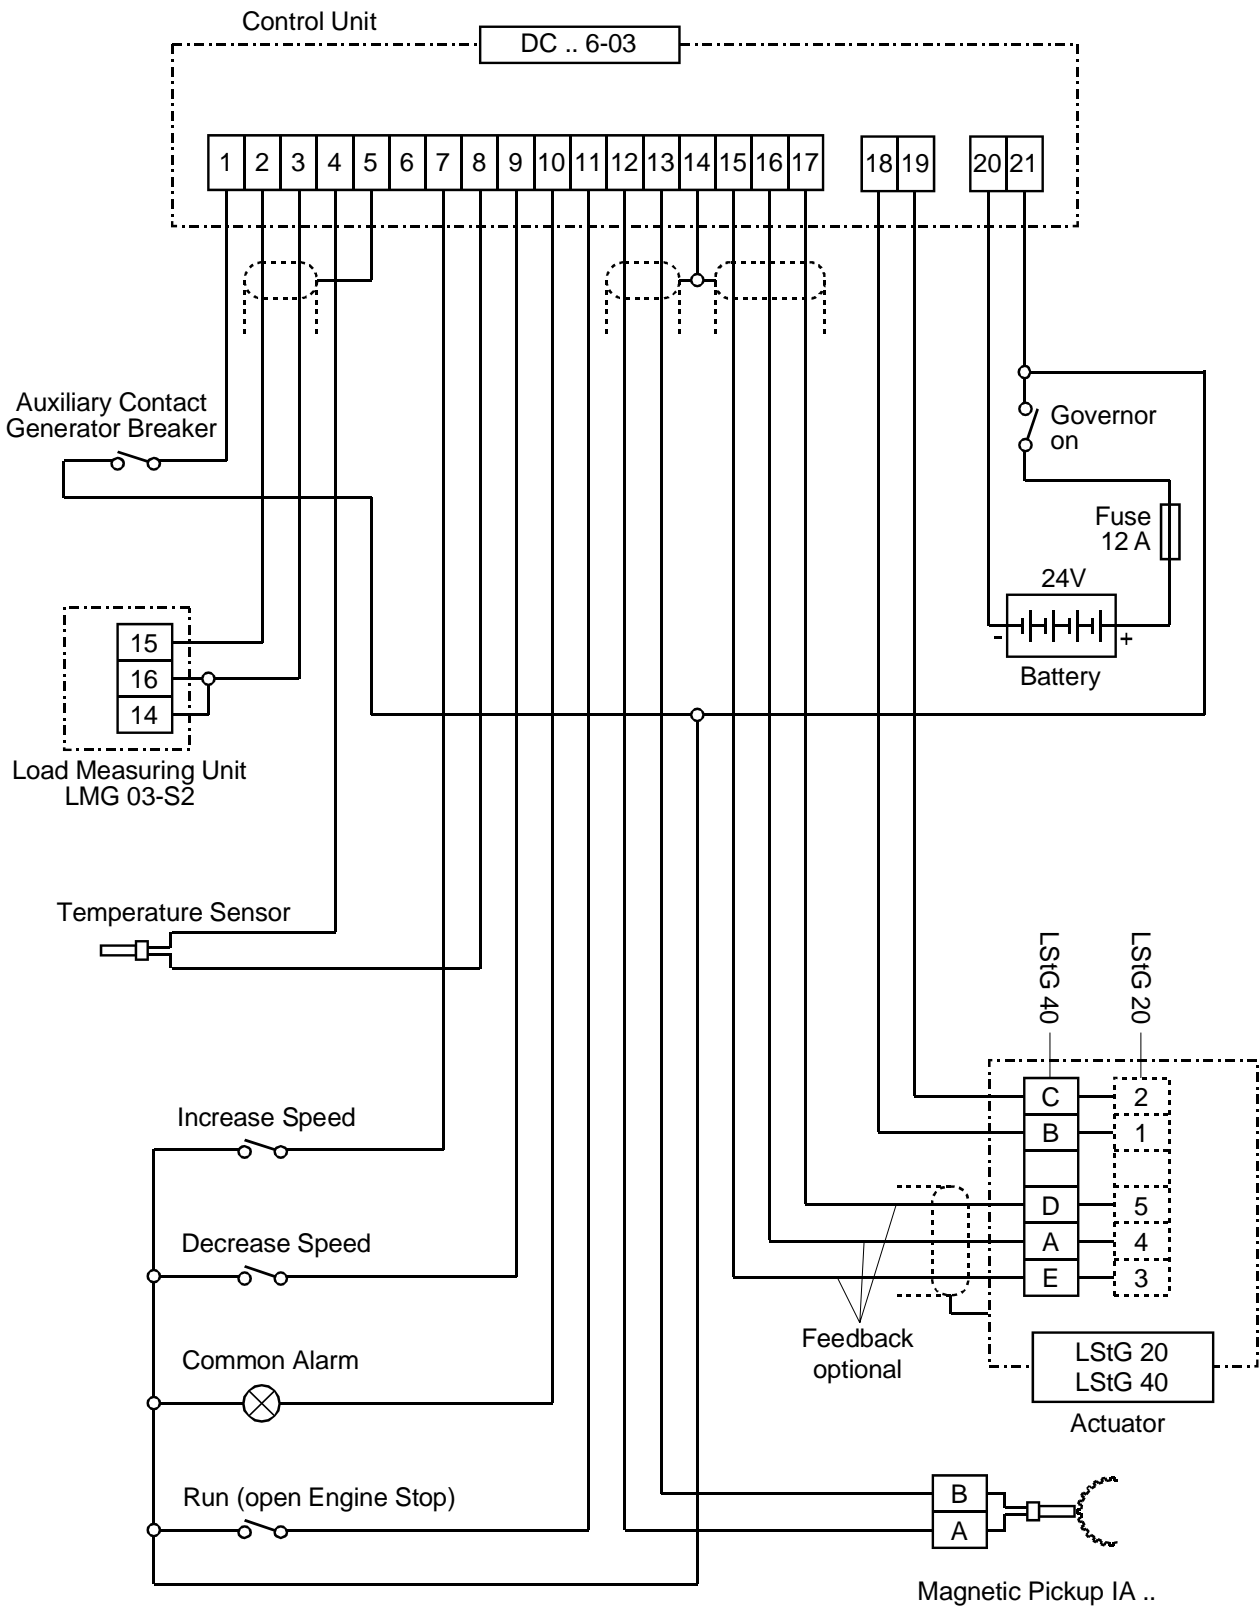 Control Unit
DC .. 6-03
1 2 3 4 5 6 7 8 9 10 11 12 13 14 15 16 17 18 19 20 21
Auxiliary Contact
Generator Breaker
Governor
on
Fuse
12 A
24V
- +
Battery
15
16
14
Load Measuring Unit
LMG 03-S2
Temperature Sensor
LStG 40
LStG 20
C 2
B 1
D 5
A 4
E 3
Increase Speed
Decrease Speed
Feedback
optional
Common Alarm
LStG 20
LStG 40
Actuator
Run (open Engine Stop)
B
A
Magnetic Pickup IA ..